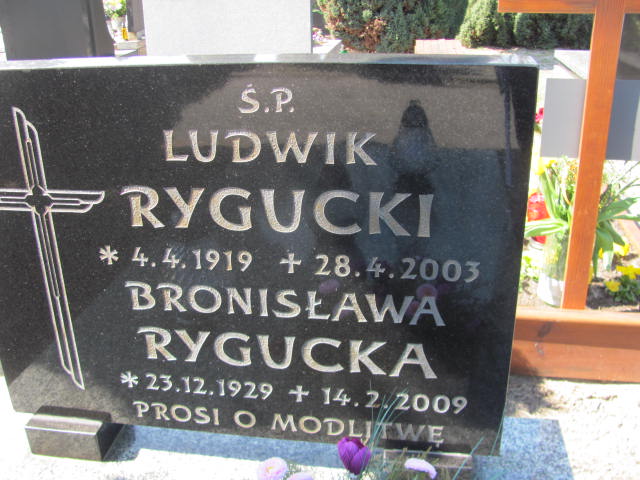 Ś.P.
LUDWIK
RYGUCKI
* 4.4.1919 + 28.4.2003
BRONISŁAWA
RYGUCKA
* 23.12.1929 + 14.2.2009
PROSI O MODLITWĘ